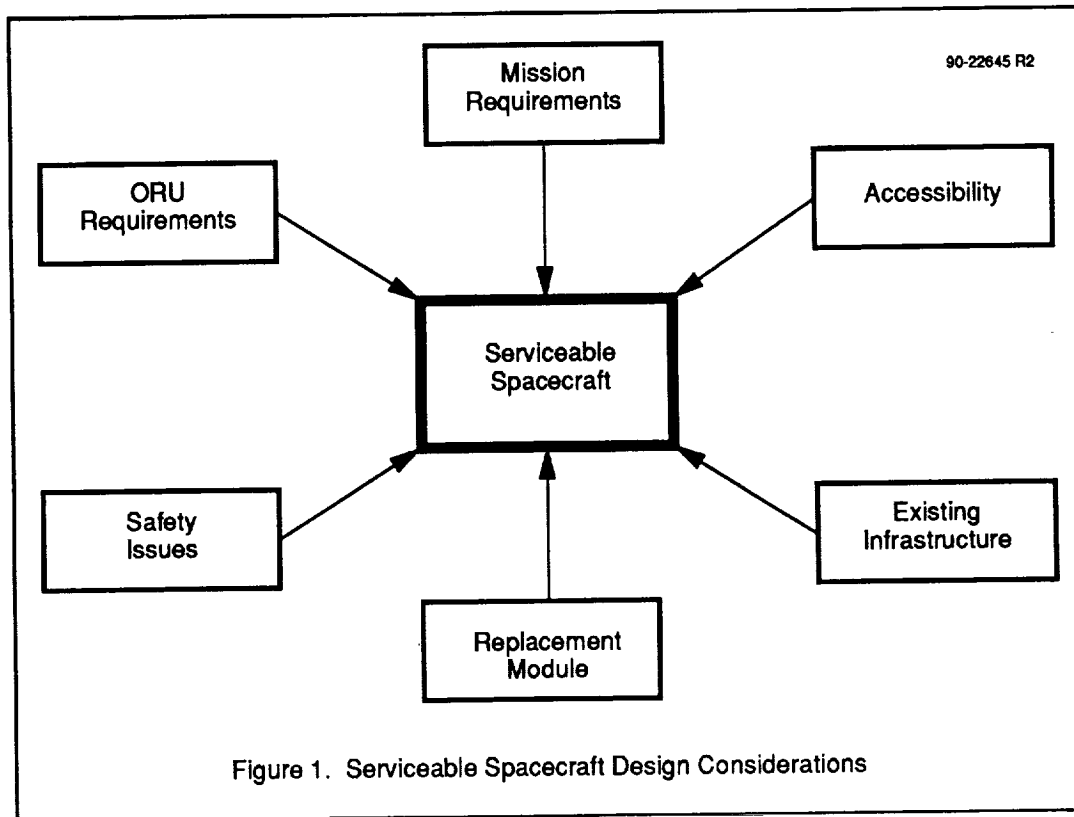 90-22645 R2
Mission
Requirements
ORU
Requirements
Accessibility
Serviceable
Spacecraft
Safety
Issues
Existing
Infrastructure
Replacement
Module
Figure 1. Serviceable Spacecraft Design Considerations